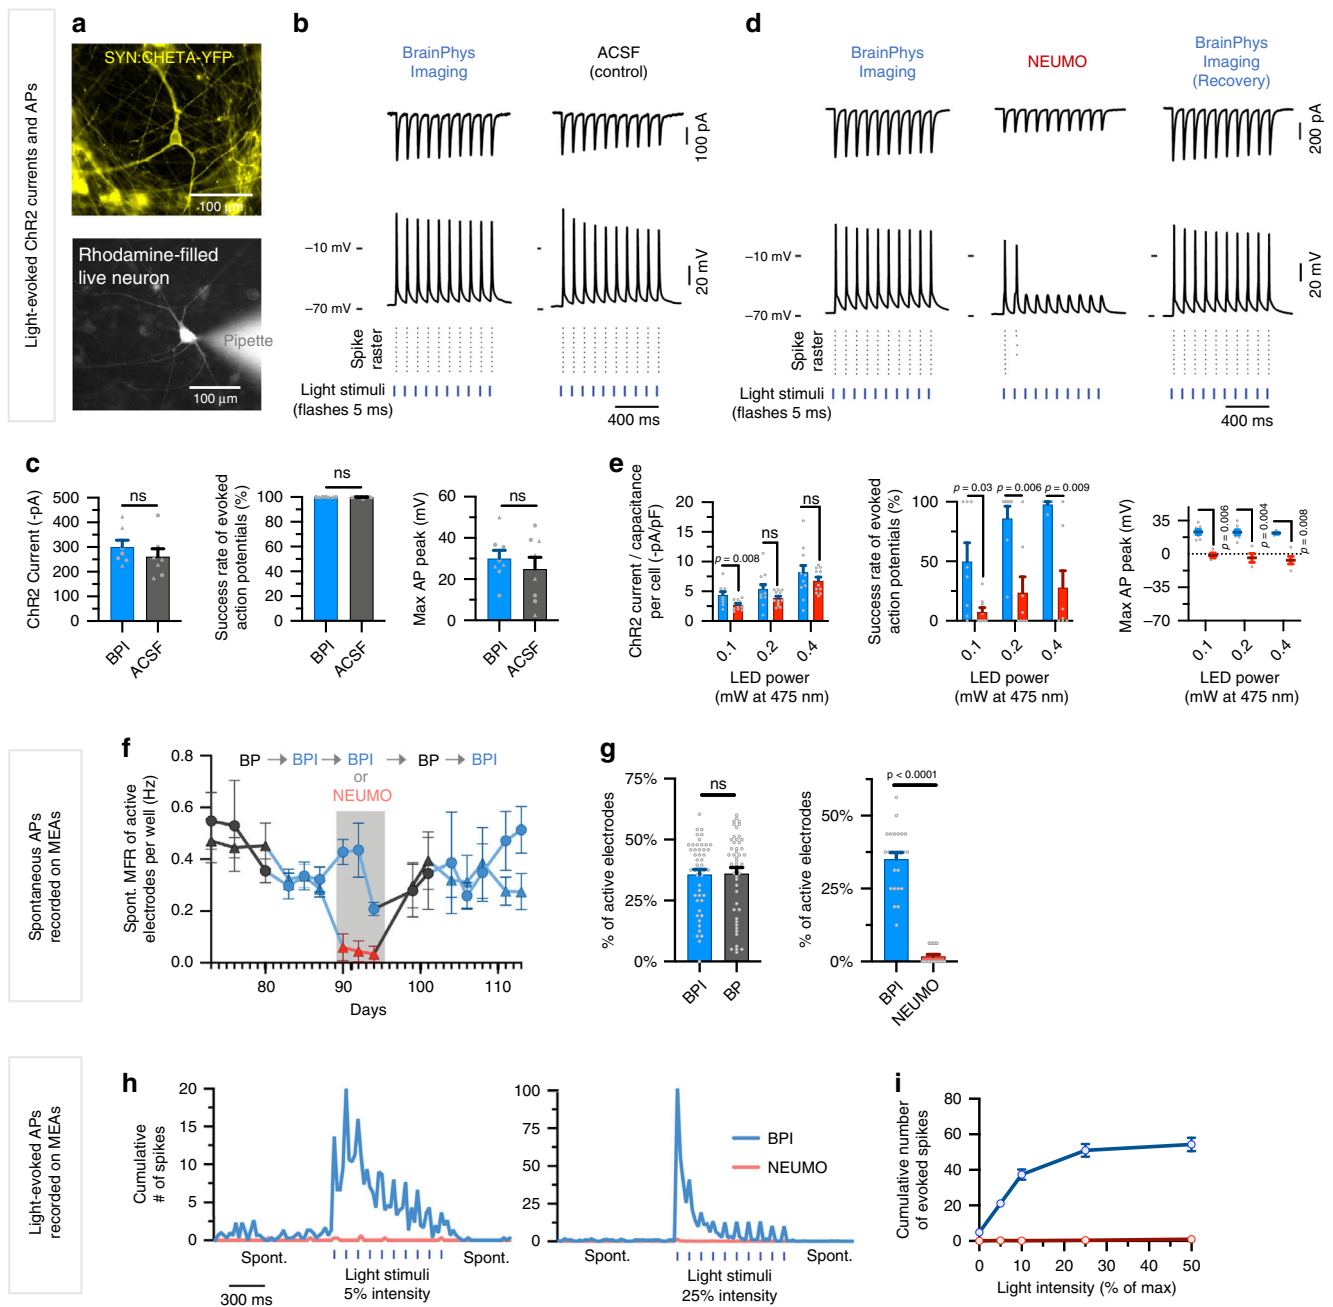 Light-evoked ChR2 currents and APs
a
SYN:CHETA-YFP
100 μm
Rhodamine-filled
live neuron
Pipette
100 μm
b
BrainPhys
Imaging
ACSF
(control)
100 pA
−10 mV
−70 mV
20 mV
Spike
raster
Light stimuli
(flashes 5 ms)
400 ms
d
BrainPhys
Imaging
NEUMO
BrainPhys
Imaging
(Recovery)
200 pA
−10 mV
−70 mV
20 mV
Spike
raster
Light stimuli
(flashes 5 ms)
400 ms
c
ChR2 Current (-pA)
500
400
300
200
100
0
ns
BPI
ACSF
Success rate of evoked
action potentials (%)
100
80
60
40
20
0
ns
BPI
ACSF
Max AP peak (mV)
60
40
20
0
ns
BPI
ACSF
e
ChR2 current / capacitance
per cell (-pA/pF)
20
15
10
5
0
p = 0.008
ns
ns
0.1
0.2
0.4
LED power
(mW at 475 nm)
Success rate of evoked
action potentials (%)
100
50
0
p = 0.03
p = 0.006
p = 0.009
0.1
0.2
0.4
LED power
(mW at 475 nm)
Max AP peak (mV)
35
0
−35
−70
p = 0.006
p = 0.004
p = 0.008
0.1
0.2
0.4
LED power
(mW at 475 nm)
Spontaneous APs
recorded on MEAs
f
Spont. MFR of active
electrodes per well (Hz)
0.8
0.6
0.4
0.2
0.0
BP → BPI → BPI → BP → BPI
or
NEUMO
80
90
100
110
Days
g
% of active electrodes
75%
50%
25%
0%
ns
BPI
BP
% of active electrodes
50%
25%
0%
p < 0.0001
BPI
NEUMO
Light-evoked APs
recorded on MEAs
h
Cumulative
# of spikes
20
15
10
5
0
Spont.
Spont.
Light stimuli
5% intensity
300 ms
100
75
50
25
0
BPI
NEUMO
Spont.
Spont.
Light stimuli
25% intensity
i
Cumulative number
of evoked spikes
80
60
40
20
0
0
10
20
30
40
50
Light intensity (% of max)